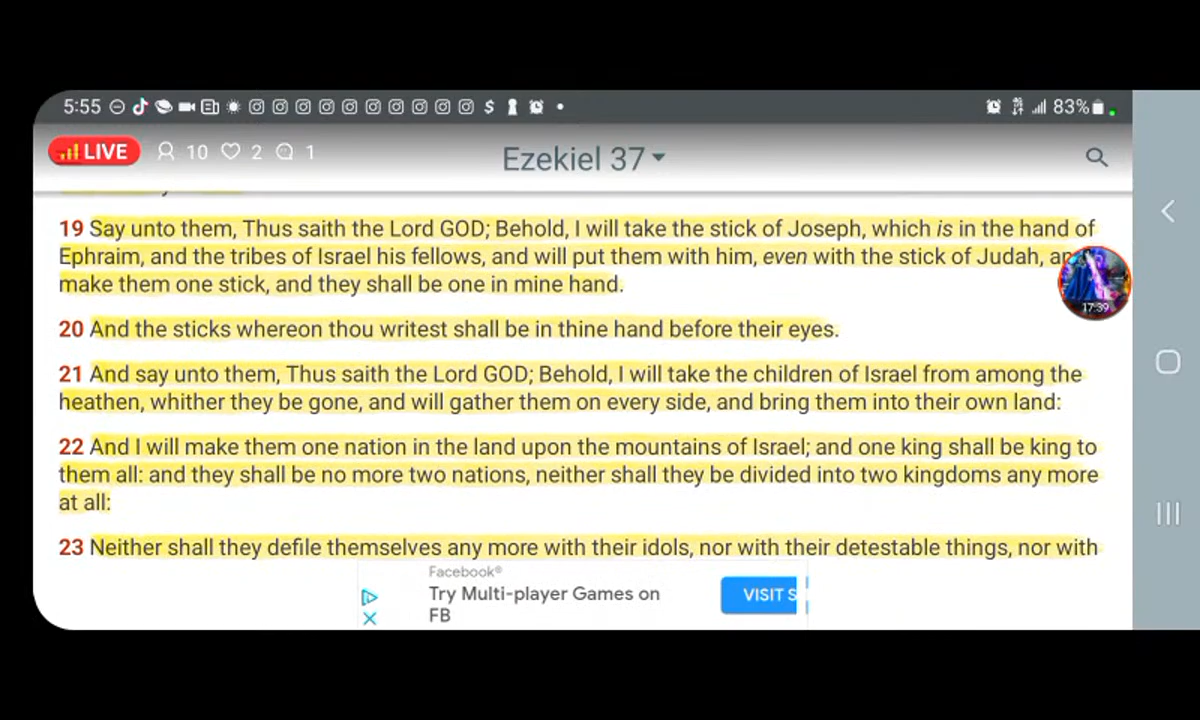 5:55 83%
LIVE 10 2 1
Ezekiel 37
19 Say unto them, Thus saith the Lord GOD; Behold, I will take the stick of Joseph, which is in the hand of
Ephraim, and the tribes of Israel his fellows, and will put them with him, even with the stick of Judah,
make them one stick, and they shall be one in mine hand.
17:39
20 And the sticks whereon thou writest shall be in thine hand before their eyes.
21 And say unto them, Thus saith the Lord GOD; Behold, I will take the children of Israel from among the
heathen, whither they be gone, and will gather them on every side, and bring them into their own land:
22 And I will make them one nation in the land upon the mountains of Israel; and one king shall be king to
them all: and they shall be no more two nations, neither shall they be divided into two kingdoms any more
at all:
23 Neither shall they defile themselves any more with their idols, nor with their detestable things, nor with
Facebook®
Try Multi-player Games on
FB
VISIT S